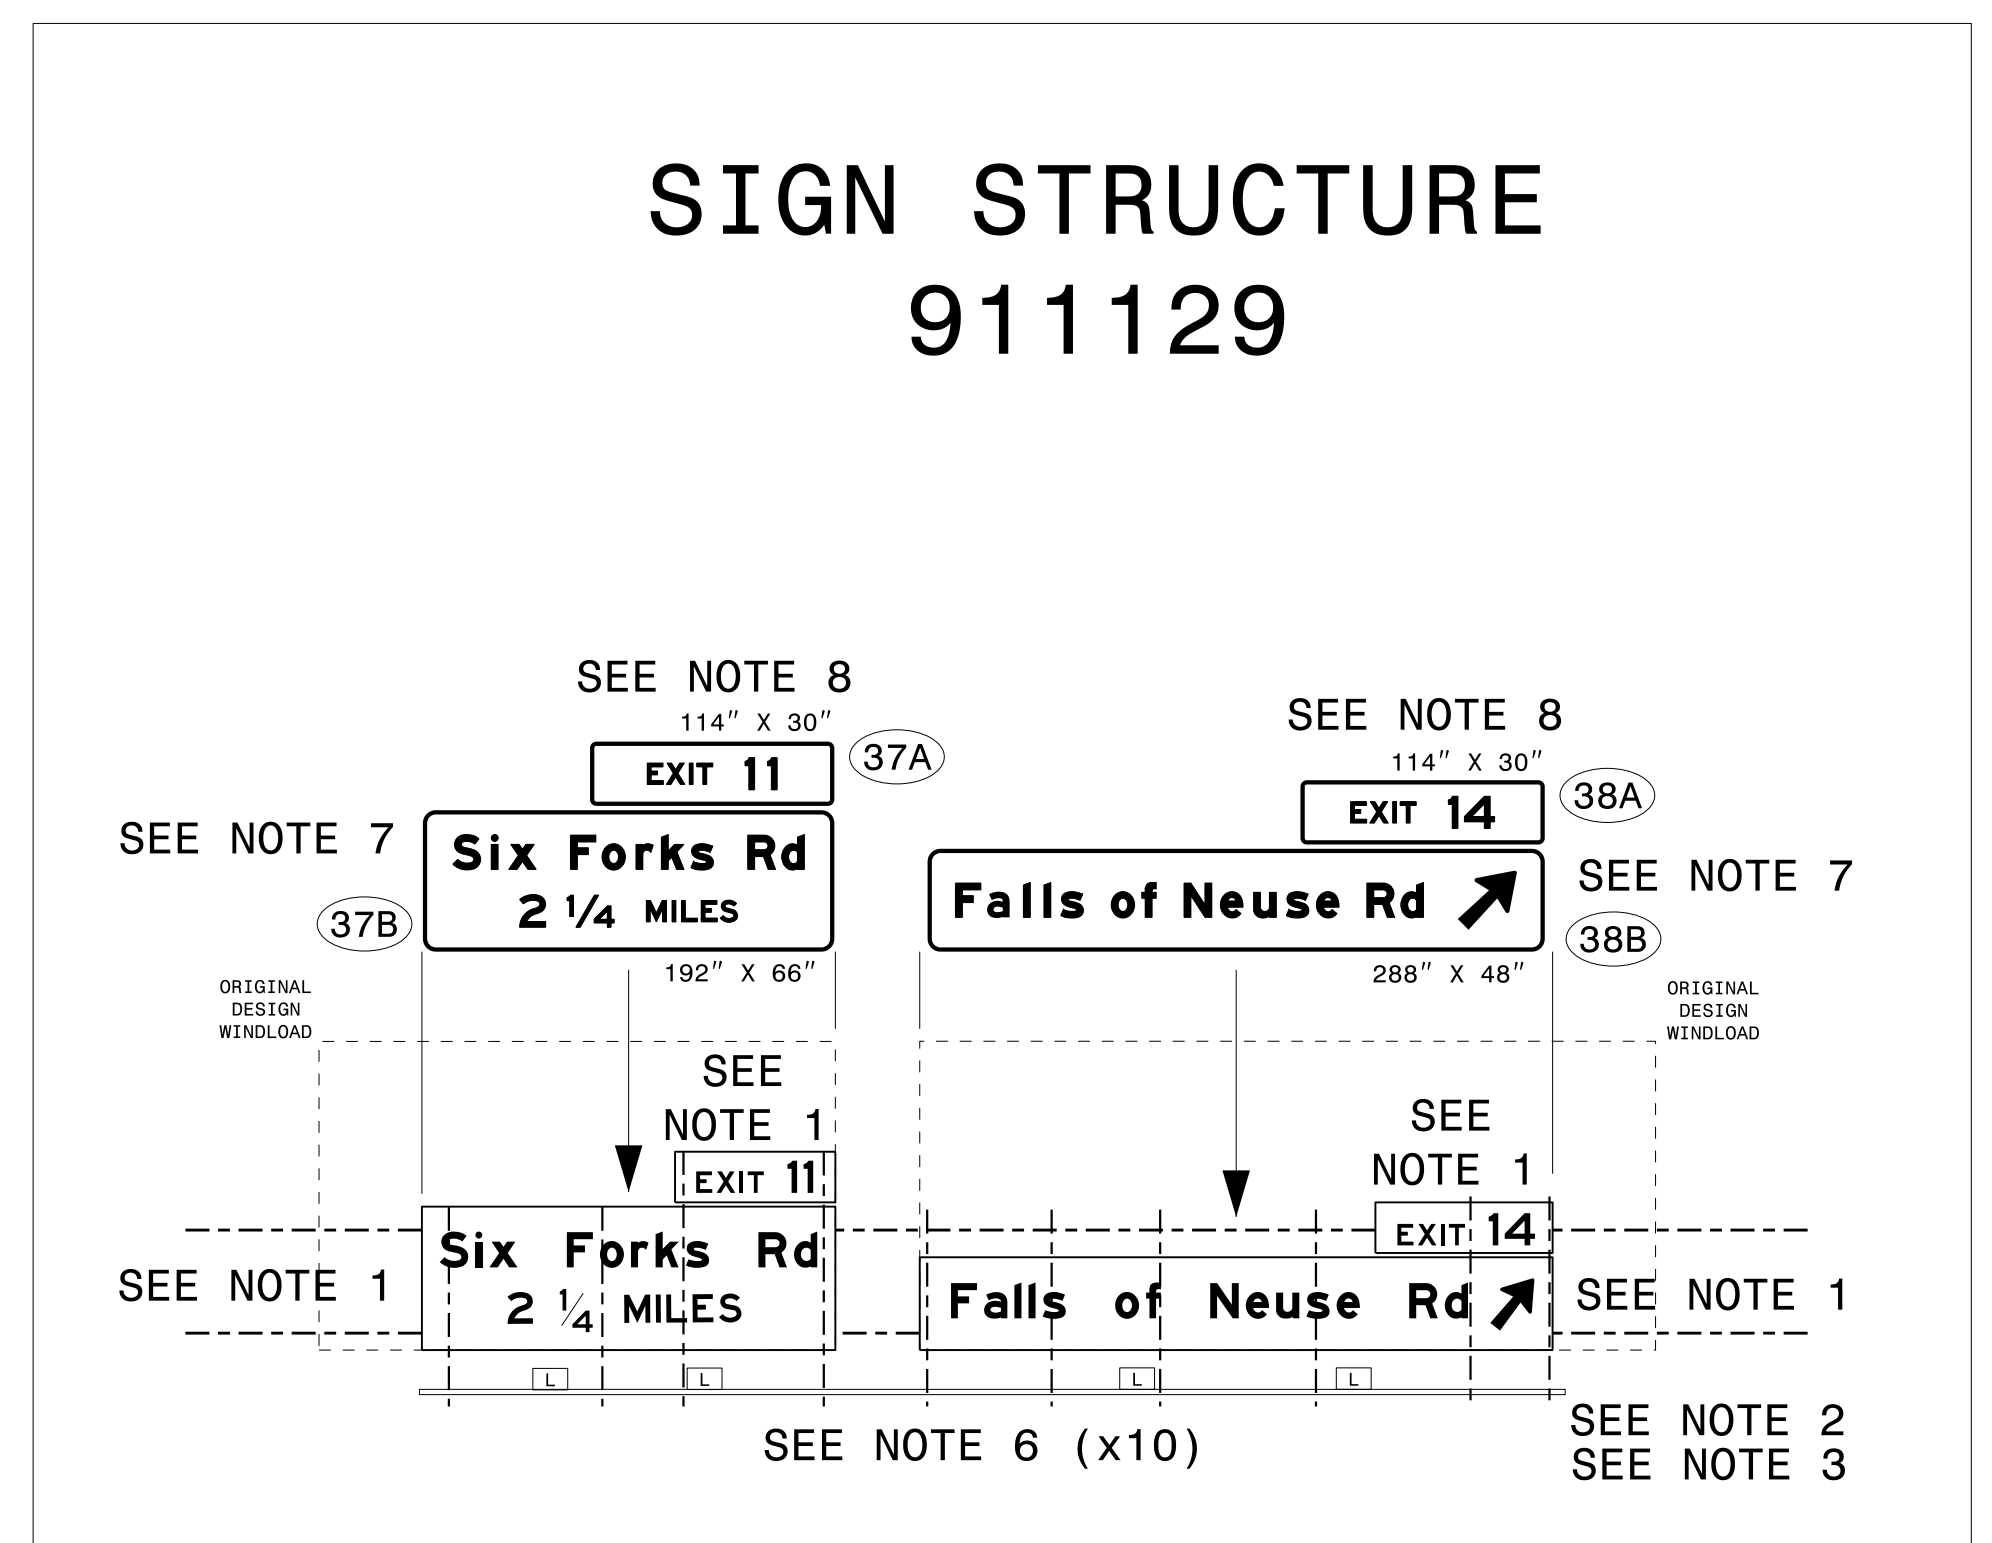 SIGN STRUCTURE
911129
SEE NOTE 8
114" X 30"
EXIT 11
37A
SEE NOTE 7
Six Forks Rd
2 1/4 MILES
37B
192" X 66"
SEE NOTE 8
114" X 30"
EXIT 14
38A
Falls of Neuse Rd
SEE NOTE 7
38B
288" X 48"
ORIGINAL
DESIGN
WINDLOAD
ORIGINAL
DESIGN
WINDLOAD
SEE
NOTE 1
EXIT 11
SEE NOTE 1
Six Forks Rd
2 1/4 MILES
SEE
NOTE 1
EXIT 14
Falls of Neuse Rd
SEE NOTE 1
L
L
L
L
SEE NOTE 6 (x10)
SEE NOTE 2
SEE NOTE 3